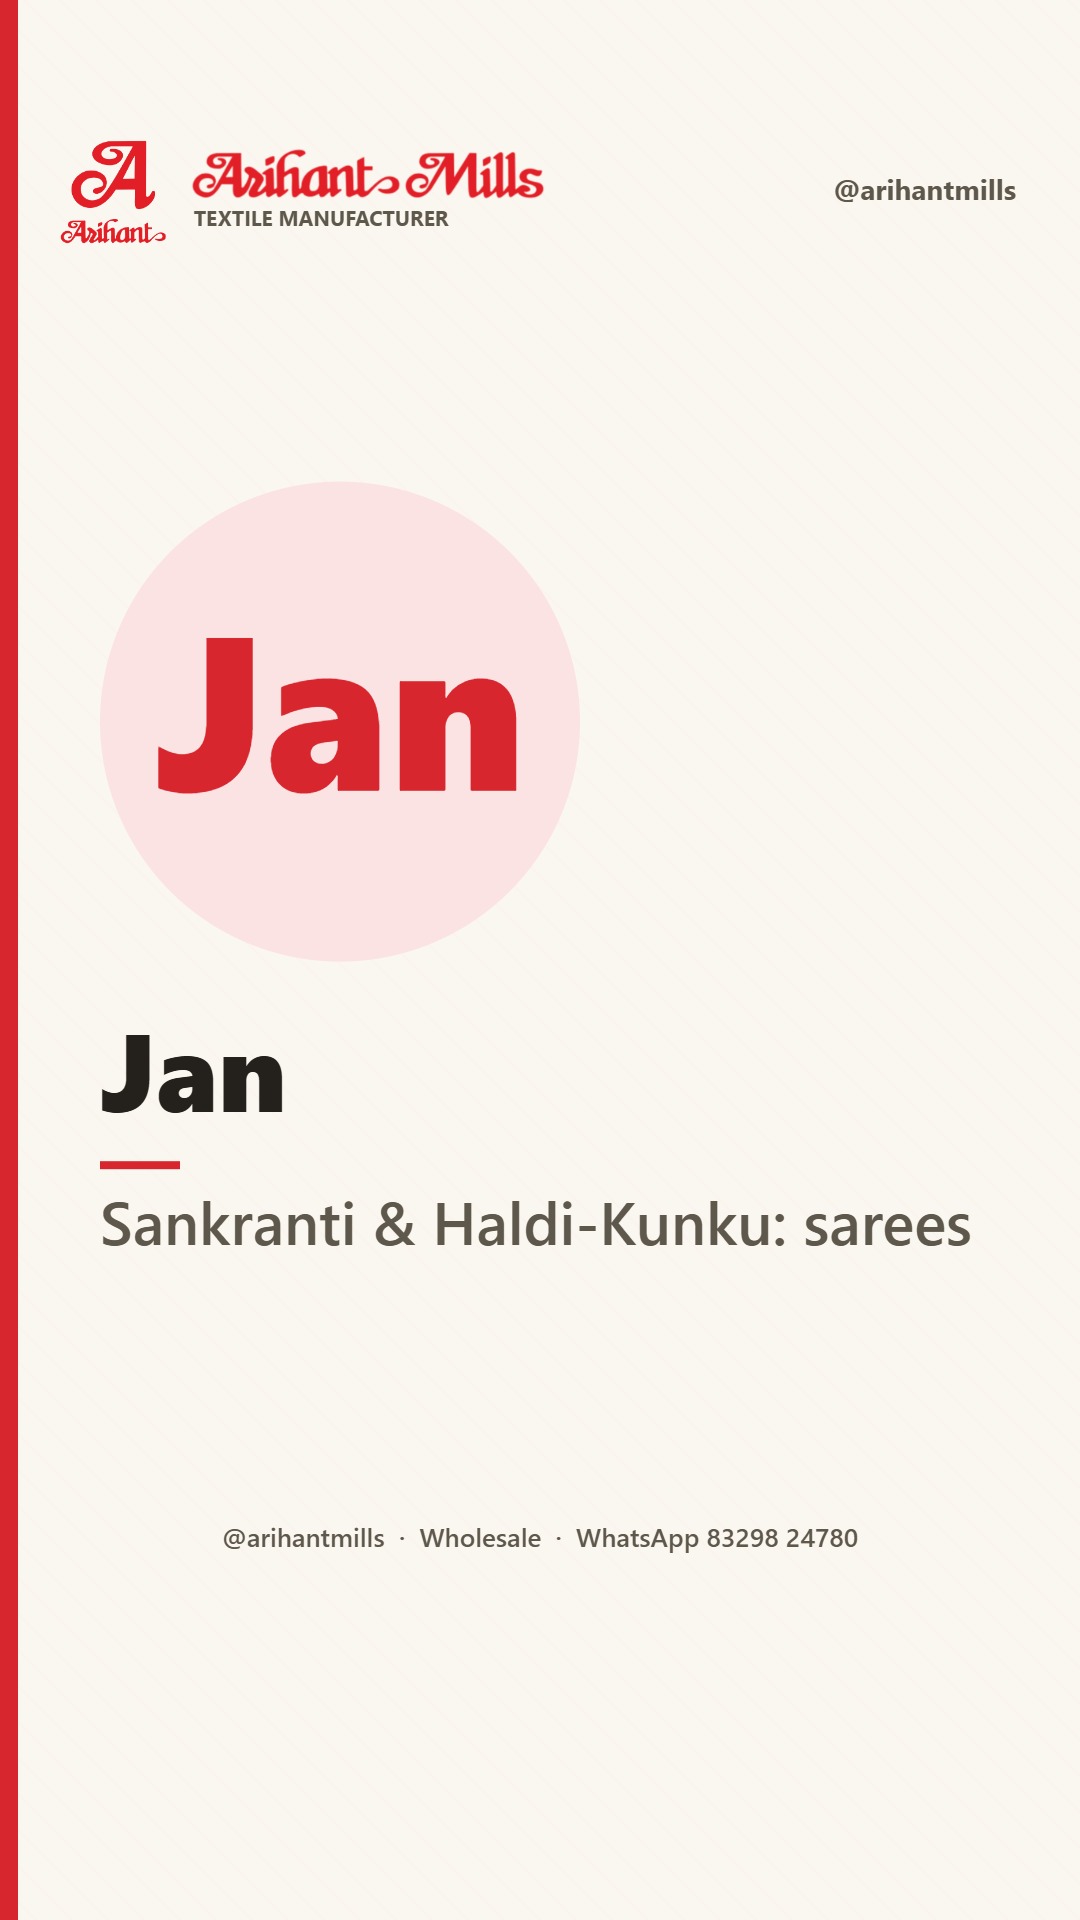 A
Arihant
Arihant Mills
TEXTILE MANUFACTURER
@arihantmills
Jan
Jan
Sankranti & Haldi-Kunku: sarees
@arihantmills · Wholesale · WhatsApp 83298 24780